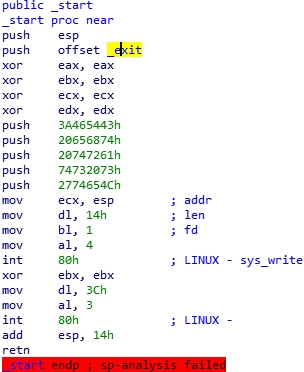 public _start
_start proc near
push esp
push offset _exit
xor eax, eax
xor ebx, ebx
xor ecx, ecx
xor edx, edx
push 3A465443h
push 20656874h
push 20747261h
push 74732073h
push 2774654Ch
mov ecx, esp ; addr
mov dl, 14h ; len
mov bl, 1 ; fd
mov al, 4
int 80h ; LINUX - sys_write
xor ebx, ebx
mov dl, 3Ch
mov al, 3
int 80h ; LINUX -
add esp, 14h
retn
_start endp ; sp-analysis failed